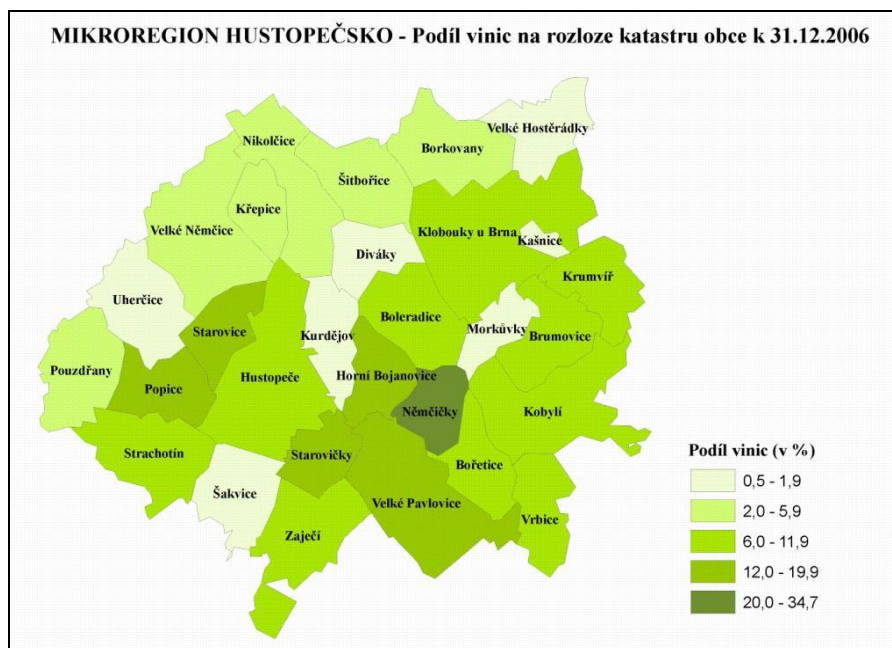 MIKROREGION HUSTOPEČSKO - Podíl vinic na rozloze katastru obce k 31.12.2006
Velké Hostěrádky
Nikolčice
Borkovany
Šitbořice
Křepice
Velké Němčice
Klobouky u Brna
Kašnice
Diváky
Krumvíř
Uherčice
Boleradice
Starovice
Kurdějov
Morkůvky
Brumovice
Pouzdřany
Hustopeče
Horní Bojanovice
Popice
Němčičky
Kobylí
Strachotín
Starovičky
Bořetice
Šakvice
Velké Pavlovice
Vrbice
Zaječí
Podíl vinic (v %)
0,5 - 1,9
2,0 - 5,9
6,0 - 11,9
12,0 - 19,9
20,0 - 34,7